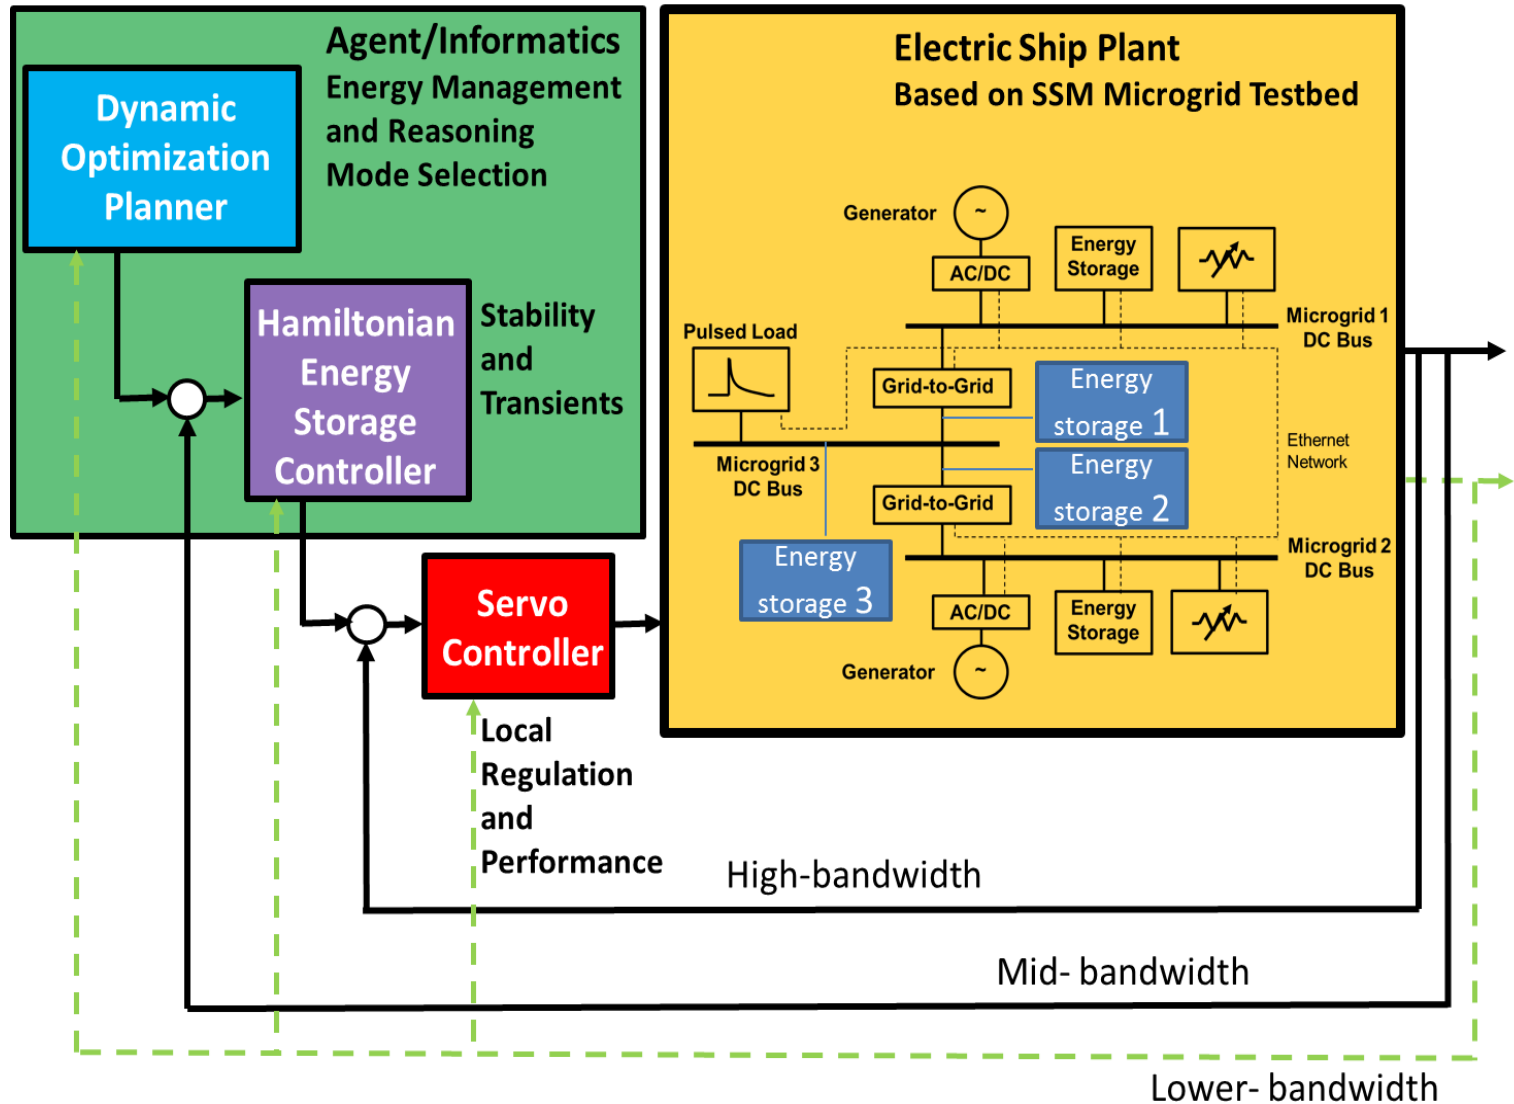 Agent/Informatics
Energy Management
and Reasoning
Mode Selection
Dynamic
Optimization
Planner
Hamiltonian
Energy
Storage
Controller
Stability
and
Transients
Servo
Controller
Local
Regulation
and
Performance
Electric Ship Plant
Based on SSM Microgrid Testbed
Generator
~
AC/DC
Energy
Storage
Microgrid 1
DC Bus
Pulsed Load
Grid-to-Grid
Energy
storage 1
Microgrid 3
DC Bus
Ethernet
Network
Energy
storage 2
Grid-to-Grid
Energy
storage 3
Microgrid 2
DC Bus
AC/DC
Energy
Storage
Generator
~
High-bandwidth
Mid- bandwidth
Lower- bandwidth